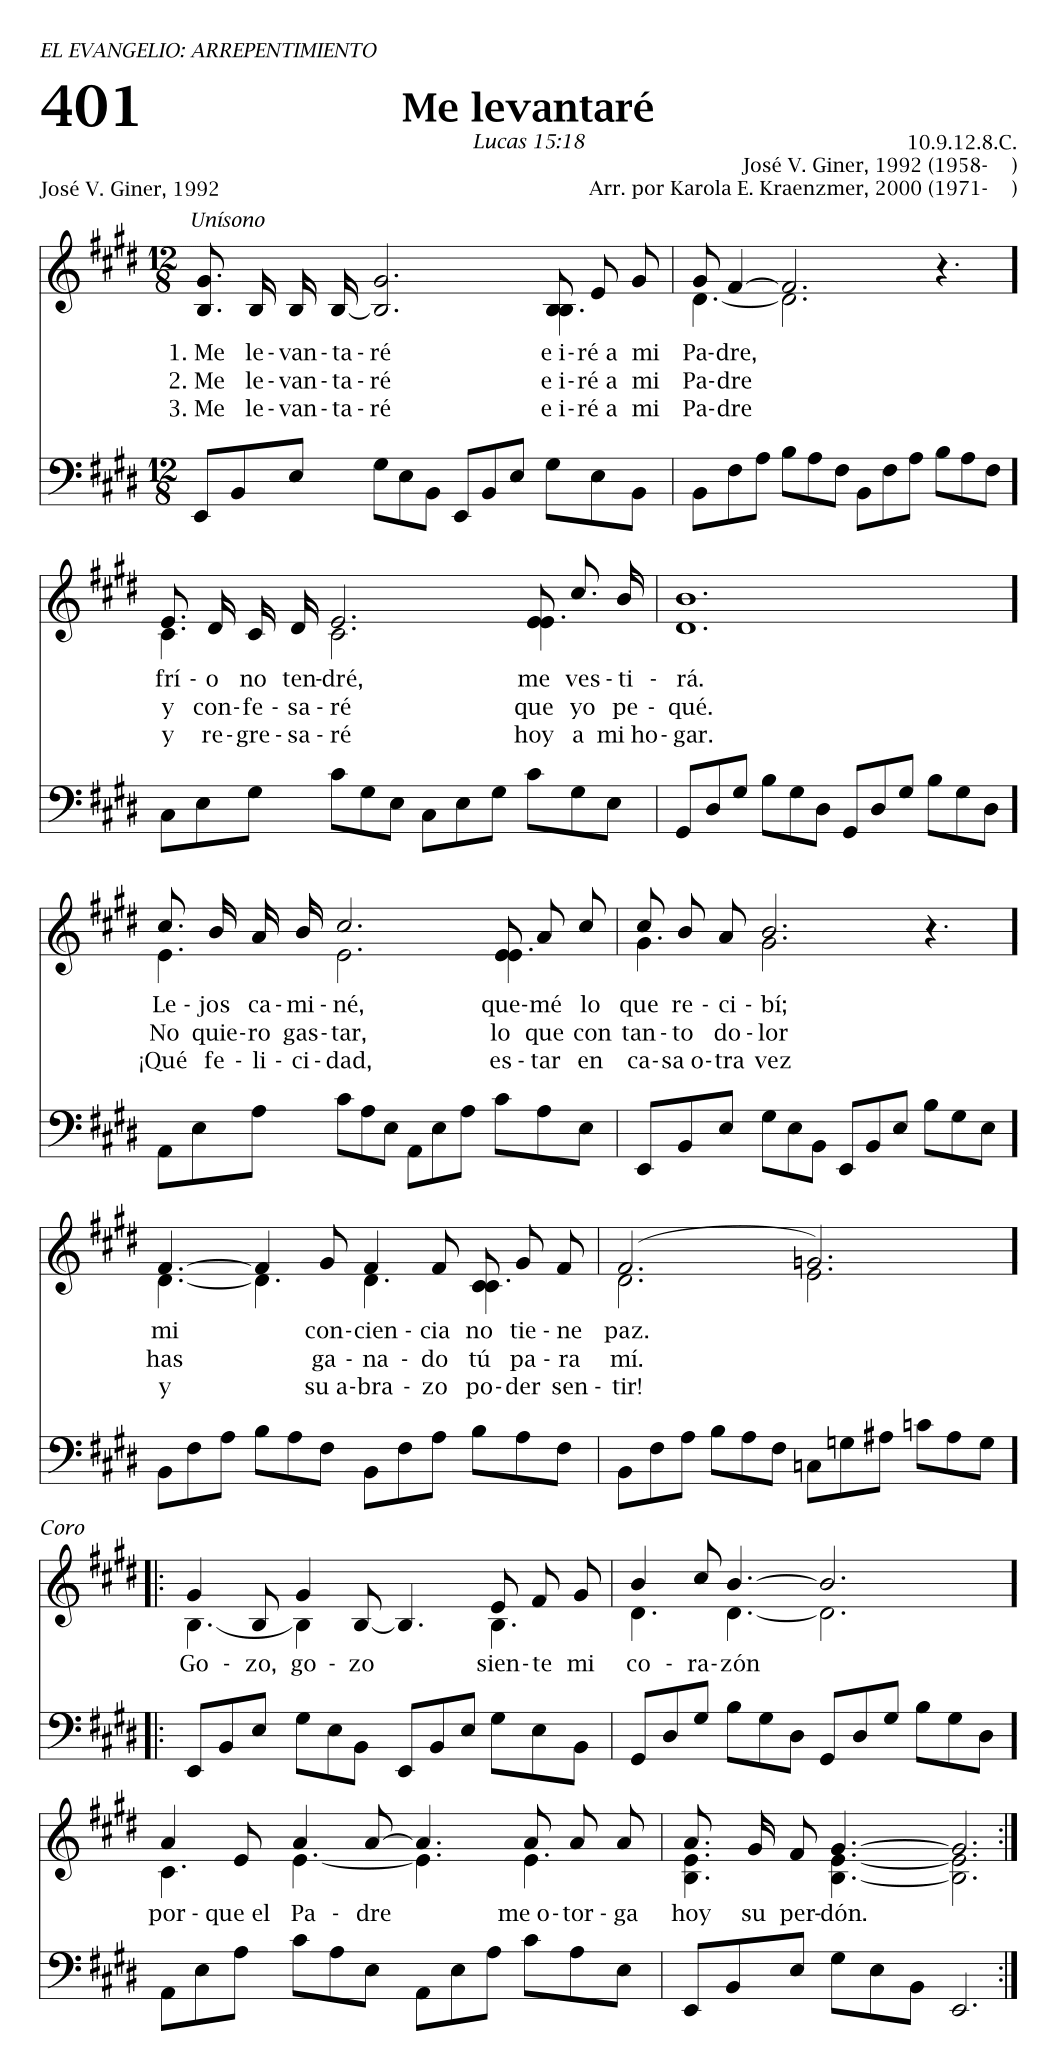 EL EVANGELIO: ARREPENTIMIENTO
401
Me levantaré
Lucas 15:18
10.9.12.8.C.
José V. Giner, 1992 (1958- )
José V. Giner, 1992
Arr. por Karola E. Kraenzmer, 2000 (1971- )
Unísono
12
8
1. Me le - van - ta - ré e i - ré a mi Pa - dre,
2. Me le - van - ta - ré e i - ré a mi Pa - dre
3. Me le - van - ta - ré e i - ré a mi Pa - dre
12
8
frí - o no ten - dré, me ves - ti - rá.
y con - fe - sa - ré que yo pe - qué.
y re - gre - sa - ré hoy a mi ho - gar.
Le - jos ca - mi - né, que - mé lo que re - ci - bí;
No quie - ro gas - tar, lo que con tan - to do - lor
¡Qué fe - li - ci - dad, es - tar en ca - sa o - tra vez
mi con - cien - cia no tie - ne paz.
has ga - na - do tú pa - ra mí.
y su a - bra - zo po - der sen - tir!
Coro
Go - zo, go - zo sien - te mi co - ra - zón
por - que el Pa - dre me o - tor - ga hoy su per - dón.